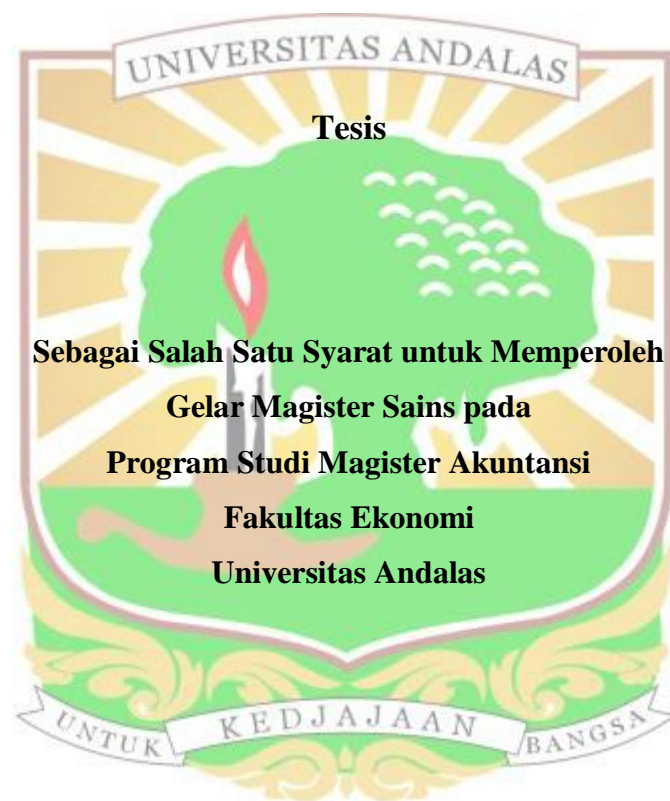 UNIVERSITAS ANDALAS
Tesis
Sebagai Salah Satu Syarat untuk Memperoleh
Gelar Magister Sains pada
Program Studi Magister Akuntansi
Fakultas Ekonomi
Universitas Andalas
UNTUK KEDJAJAAN BANGSA